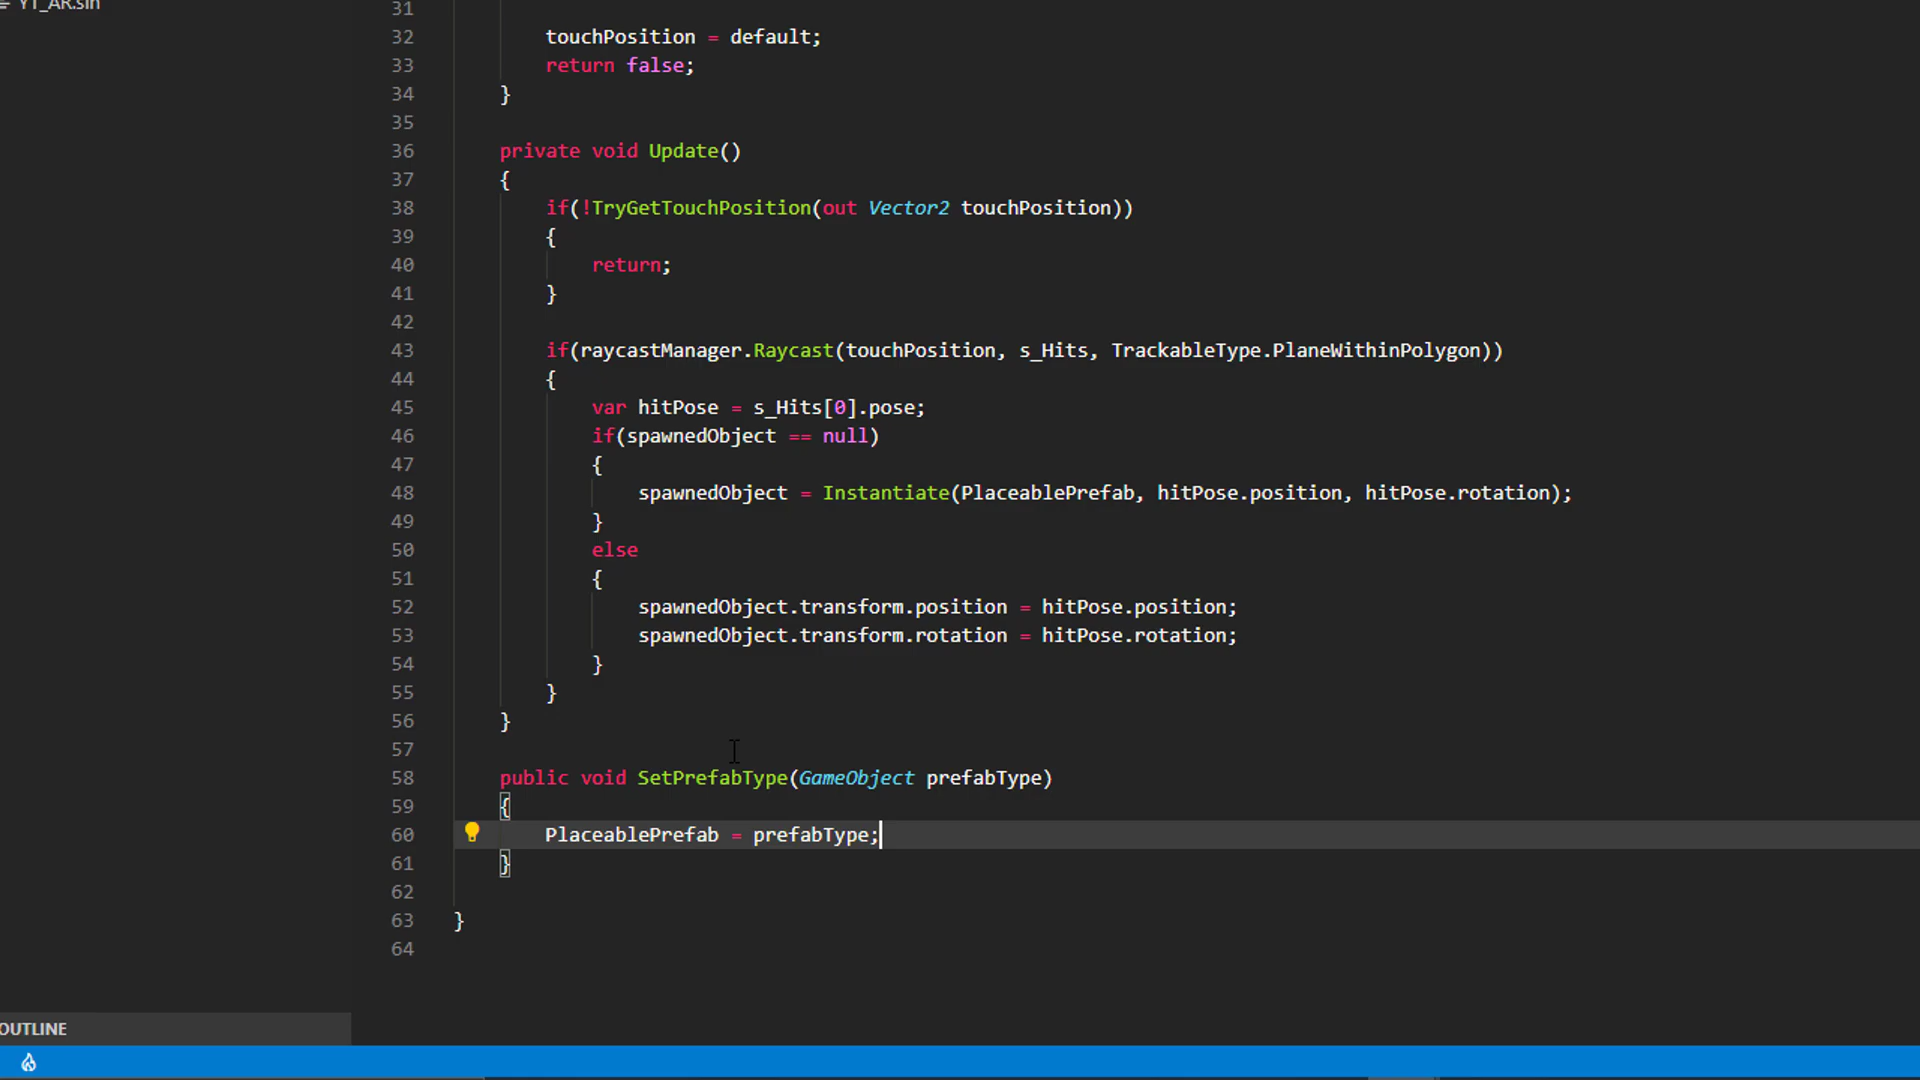 YT_AR.sln
31
32 touchPosition = default;
33 return false;
34 }
35
36 private void Update()
37 {
38 if(!TryGetTouchPosition(out Vector2 touchPosition))
39 {
40 return;
41 }
42
43 if(raycastManager.Raycast(touchPosition, s_Hits, TrackableType.PlaneWithinPolygon))
44 {
45 var hitPose = s_Hits[0].pose;
46 if(spawnedObject == null)
47 {
48 spawnedObject = Instantiate(PlaceablePrefab, hitPose.position, hitPose.rotation);
49 }
50 else
51 {
52 spawnedObject.transform.position = hitPose.position;
53 spawnedObject.transform.rotation = hitPose.rotation;
54 }
55 }
56 }
57
58 public void SetPrefabType(GameObject prefabType)
59 {
60 PlaceablePrefab = prefabType;
61 }
62
63 }
64
OUTLINE